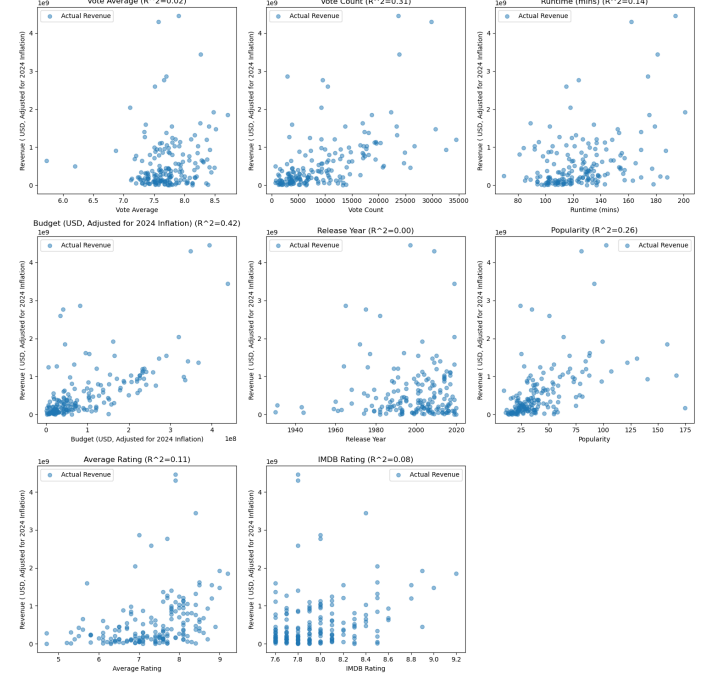 Vote Average (R^2=0.02)
1e9
Actual Revenue
Revenue ( USD, Adjusted for 2024 Inflation)
4
3
2
1
0
6.0 6.5 7.0 7.5 8.0 8.5
Vote Average
Vote Count (R^2=0.31)
1e9
Actual Revenue
Revenue ( USD, Adjusted for 2024 Inflation)
4
3
2
1
0
0 5000 10000 15000 20000 25000 30000 35000
Vote Count
Runtime (mins) (R^2=0.14)
1e9
Actual Revenue
Revenue ( USD, Adjusted for 2024 Inflation)
4
3
2
1
0
80 100 120 140 160 180 200
Runtime (mins)
Budget (USD, Adjusted for 2024 Inflation) (R^2=0.42)
1e9
Actual Revenue
Revenue ( USD, Adjusted for 2024 Inflation)
4
3
2
1
0
0 1 2 3 4
Budget (USD, Adjusted for 2024 Inflation) 1e8
Release Year (R^2=0.00)
1e9
Actual Revenue
Revenue ( USD, Adjusted for 2024 Inflation)
4
3
2
1
0
1940 1960 1980 2000 2020
Release Year
Popularity (R^2=0.26)
1e9
Actual Revenue
Revenue ( USD, Adjusted for 2024 Inflation)
4
3
2
1
0
25 50 75 100 125 150 175
Popularity
Average Rating (R^2=0.11)
1e9
Actual Revenue
Revenue ( USD, Adjusted for 2024 Inflation)
4
3
2
1
0
5 6 7 8 9
Average Rating
IMDB Rating (R^2=0.08)
1e9
Actual Revenue
Revenue ( USD, Adjusted for 2024 Inflation)
4
3
2
1
0
7.6 7.8 8.0 8.2 8.4 8.6 8.8 9.0 9.2
IMDB Rating